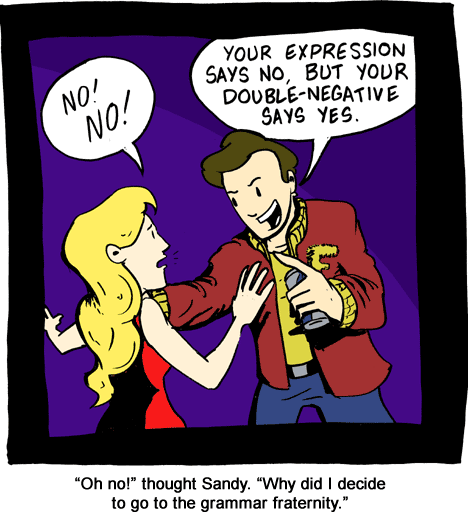 NO!
NO!
YOUR EXPRESSION
SAYS NO, BUT YOUR
DOUBLE-NEGATIVE
SAYS YES.
F
“Oh no!” thought Sandy. “Why did I decide
to go to the grammar fraternity.”